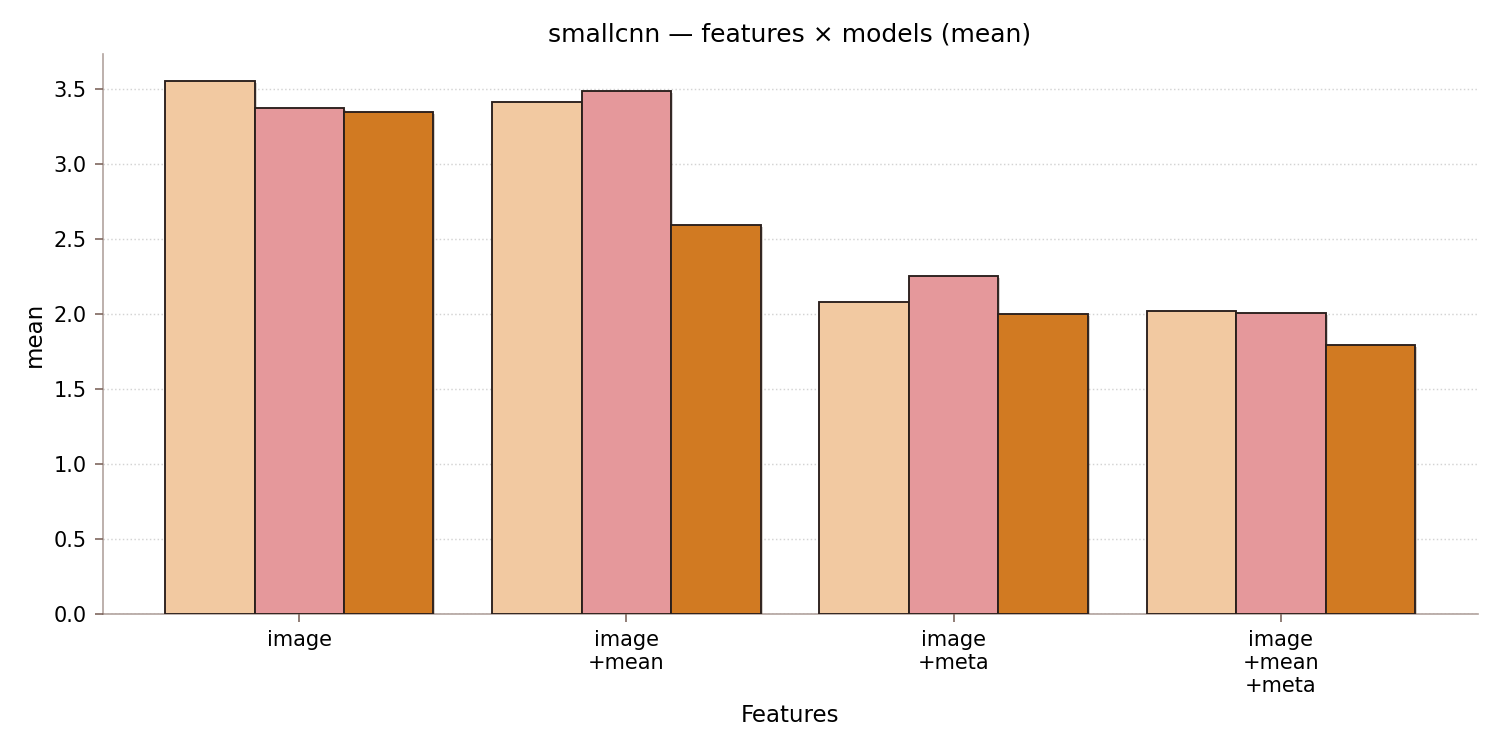 smallcnn — features × models (mean)
mean
3.5
3.0
2.5
2.0
1.5
1.0
0.5
0.0
image
image
+mean
image
+meta
image
+mean
+meta
Features